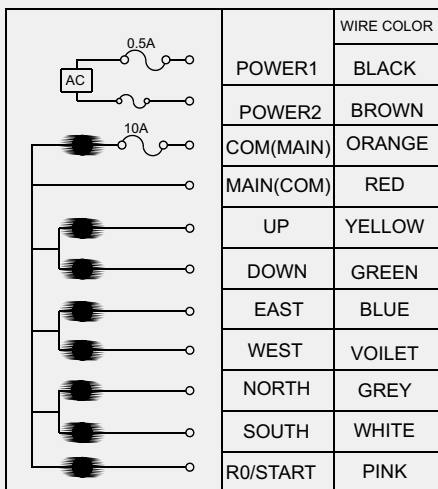 WIRE COLOR
0.5A
AC
POWER1 BLACK
POWER2 BROWN
10A
COM(MAIN) ORANGE
MAIN(COM) RED
UP YELLOW
DOWN GREEN
EAST BLUE
WEST VOILET
NORTH GREY
SOUTH WHITE
R0/START PINK